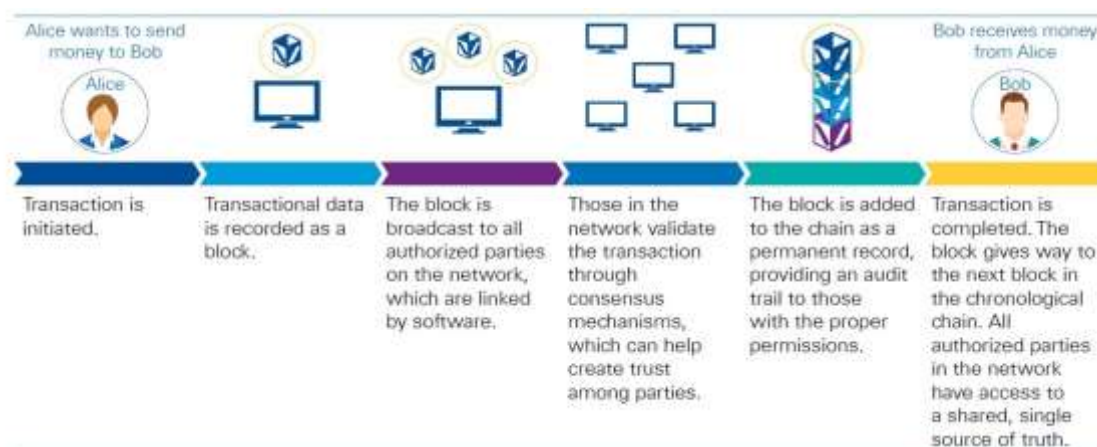 Alice wants to send
money to Bob
Alice
Bob receives money
from Alice
Bob
Transaction is
initiated.
Transactional data
is recorded as a
block.
The block is
broadcast to all
authorized parties
on the network,
which are linked
by software.
Those in the
network validate
the transaction
through
consensus
mechanisms,
which can help
create trust
among parties.
The block is added
to the chain as a
permanent record,
providing an audit
trail to those
with the proper
permissions.
Transaction is
completed. The
block gives way to
the next block in
the chronological
chain. All
authorized parties
in the network
have access to
a shared, single
source of truth.